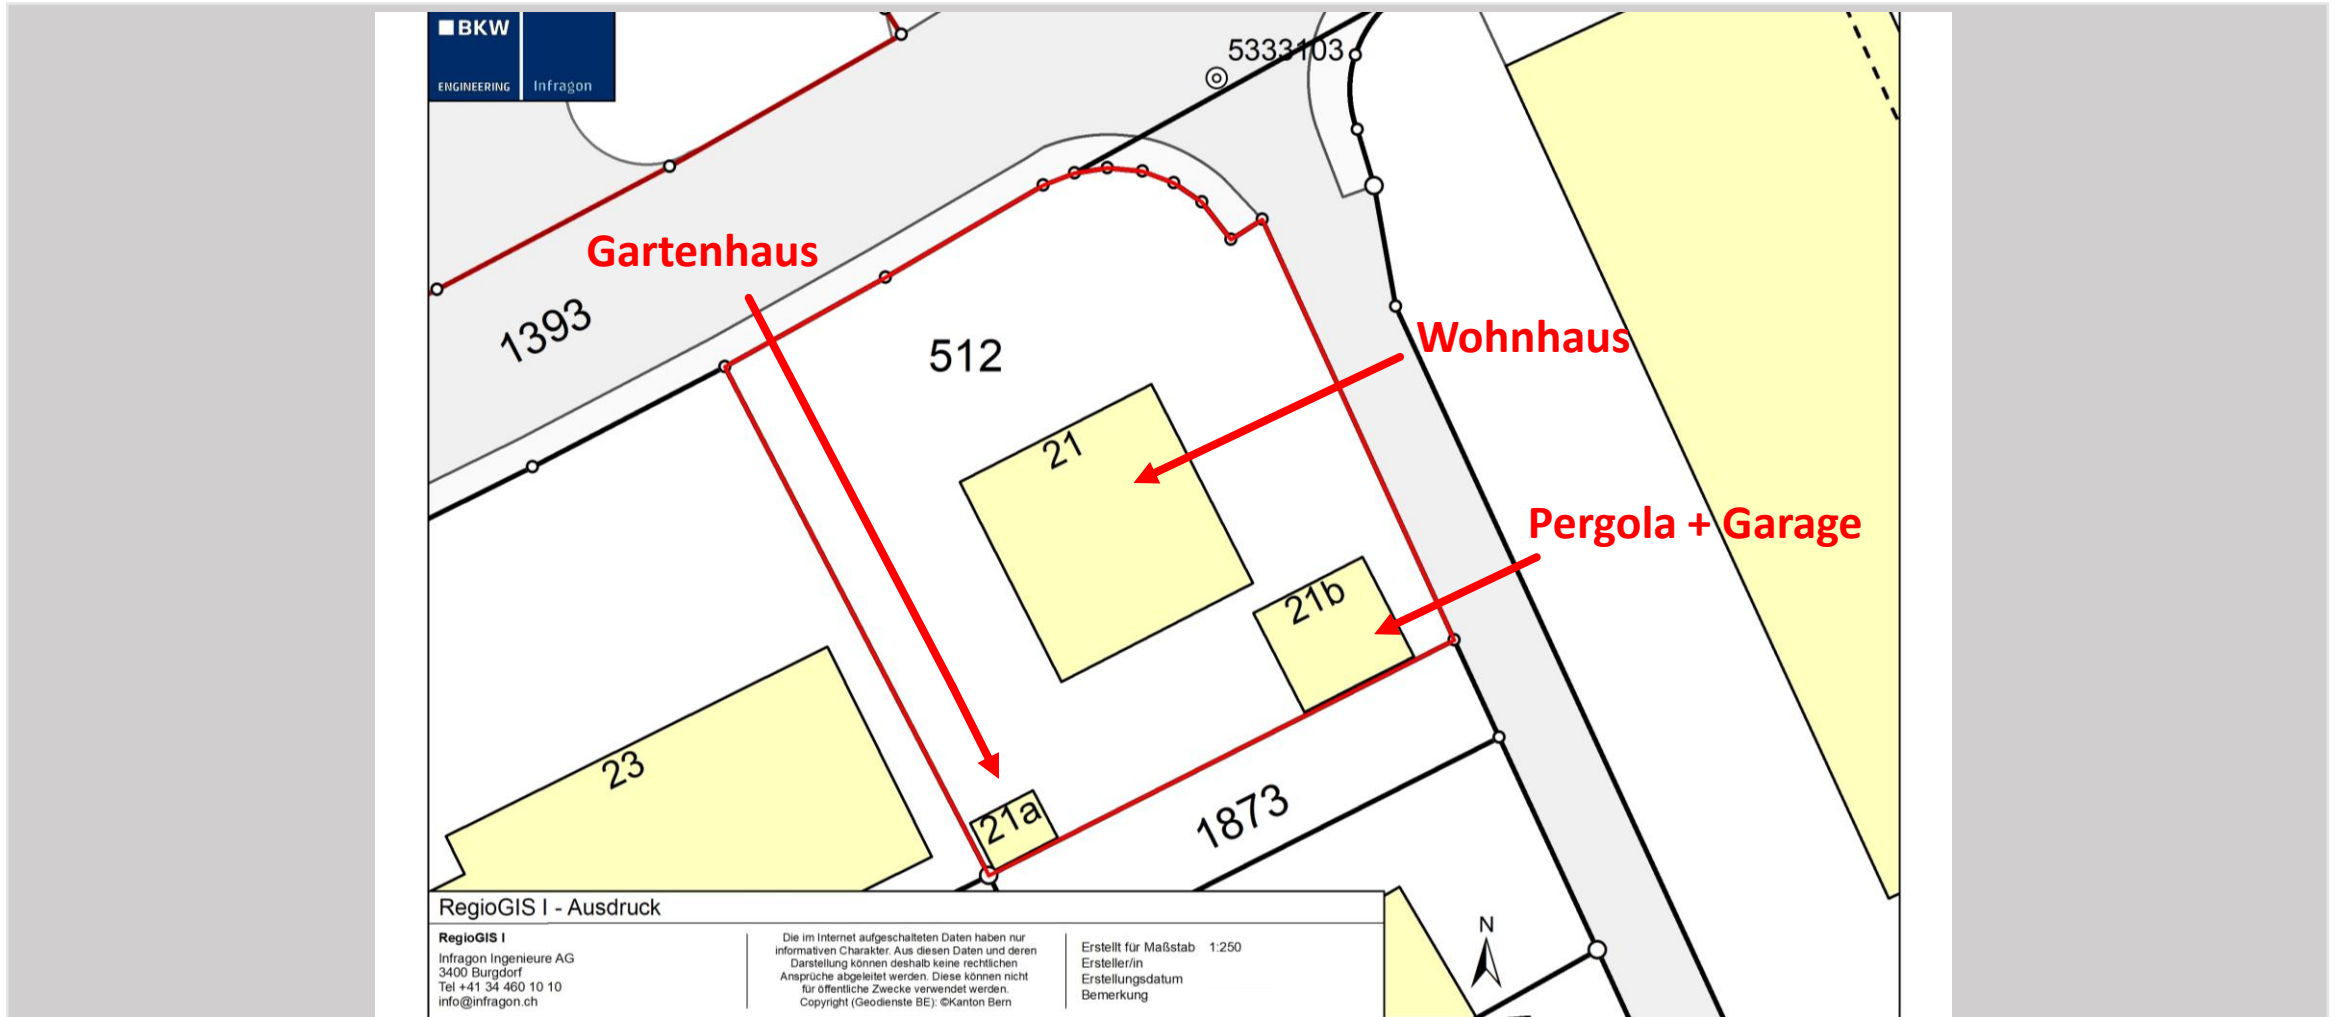 BKW
ENGINEERING
Infragon
5333103
Gartenhaus
1393
512
Wohnhaus
21
Pergola + Garage
21b
23
21a
1873
RegioGIS I - Ausdruck
RegioGIS I
Infragon Ingenieure AG
3400 Burgdorf
Tel +41 34 460 10 10
info@infragon.ch
Die im Internet aufgeschalteten Daten haben nur
informativen Charakter. Aus diesen Daten und deren
Darstellung können deshalb keine rechtlichen
Ansprüche abgeleitet werden. Diese können nicht
für öffentliche Zwecke verwendet werden.
Copyright (Geodienste BE): ©Kanton Bern
Erstellt für Maßstab 1:250
Ersteller/in
Erstellungsdatum
Bemerkung
N